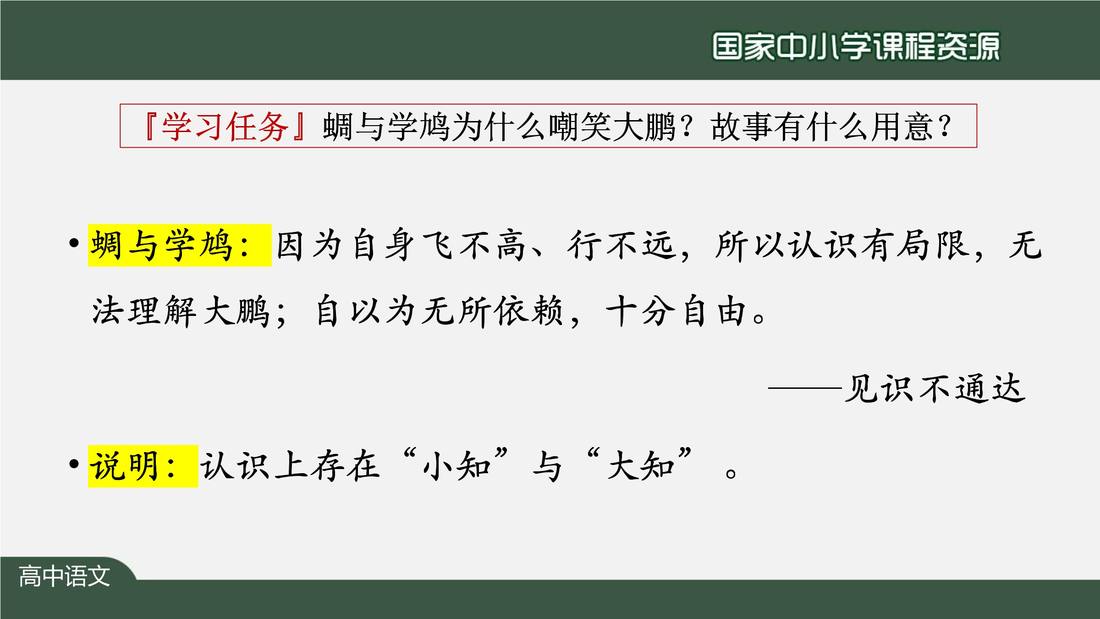 国家中小学课程资源
『学习任务』蜩与学鸠为什么嘲笑大鹏？故事有什么用意？
• 蜩与学鸠：因为自身飞不高、行不远，所以认识有局限，无
法理解大鹏；自以为无所依赖，十分自由。
——见识不通达
• 说明：认识上存在“小知”与“大知” 。
高中语文